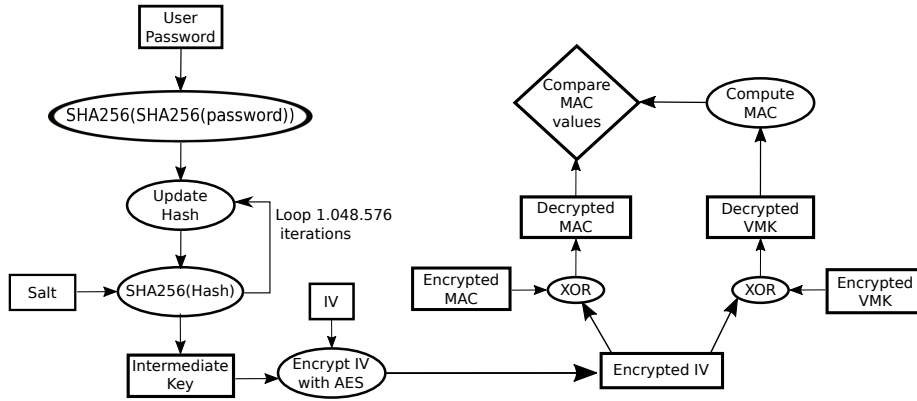 User
Password
SHA256(SHA256(password))
Update
Hash
Loop 1.048.576
iterations
Salt
SHA256(Hash)
IV
Intermediate
Key
Encrypt IV
with AES
Compare
MAC
values
Compute
MAC
Decrypted
MAC
Decrypted
VMK
Encrypted
MAC
XOR
XOR
Encrypted
VMK
Encrypted IV